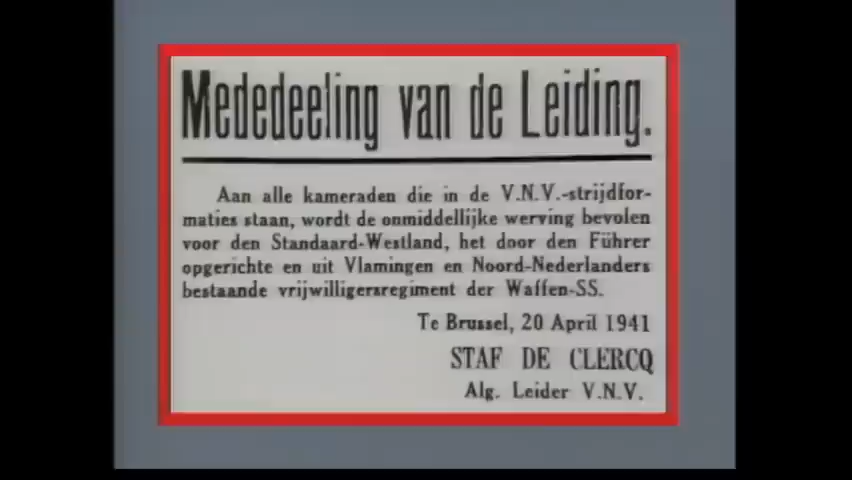 Mededeeling van de Leiding.
Aan alle kameraden die in de V.N.V.-strijdfor-
maties staan, wordt de onmiddellijke werving bevolen
voor den Standaard-Westland, het door den Führer
opgerichte en uit Vlamingen en Noord-Nederlanders
bestaande vrijwilligersregiment der Waffen-SS.
Te Brussel, 20 April 1941
STAF DE CLERCQ
Alg. Leider V.N.V.